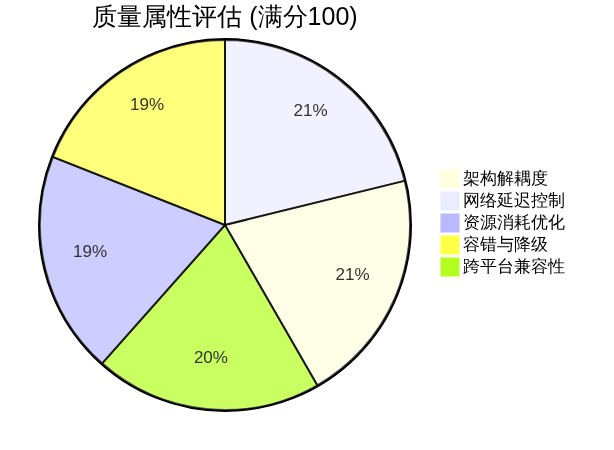 质量属性评估 (满分100)
19%
21%
19%
21%
20%
架构解耦度
网络延迟控制
资源消耗优化
容错与降级
跨平台兼容性